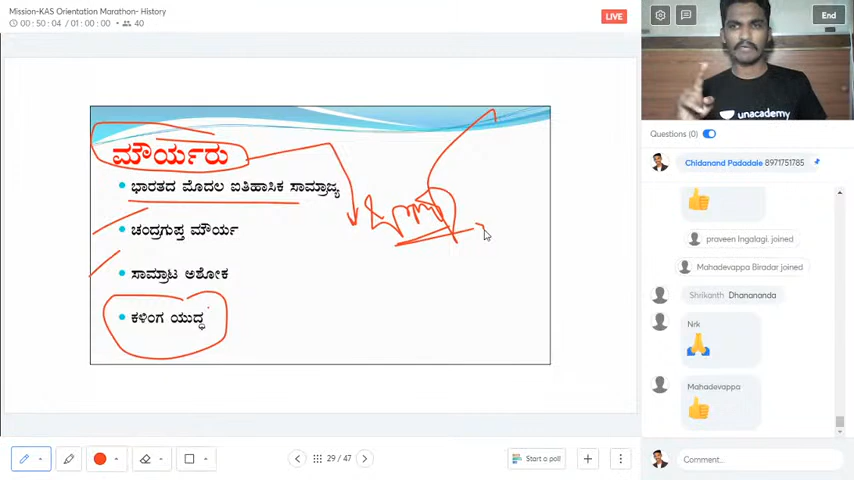 Mission-KAS Orientation Marathon- History
00 : 50 : 04 / 01 : 00 : 00 • 40
LIVE
End
unacademy
Questions (0)
Chidanand Padadale 8971751785
praveen Ingalagi. joined
Mahadevappa Biradar joined
Shrikanth Dhanananda
Nrk
Mahadevappa
Comment...
ಮೌರ್ಯರು
• ಭಾರತದ ಮೊದಲ ಐತಿಹಾಸಿಕ ಸಾಮ್ರಾಜ್ಯ
• ಚಂದ್ರಗುಪ್ತ ಮೌರ್ಯ
• ಸಾಮ್ರಾಟ ಅಶೋಕ
• ಕಳಿಂಗ ಯುದ್ಧ
29 / 47
Start a poll